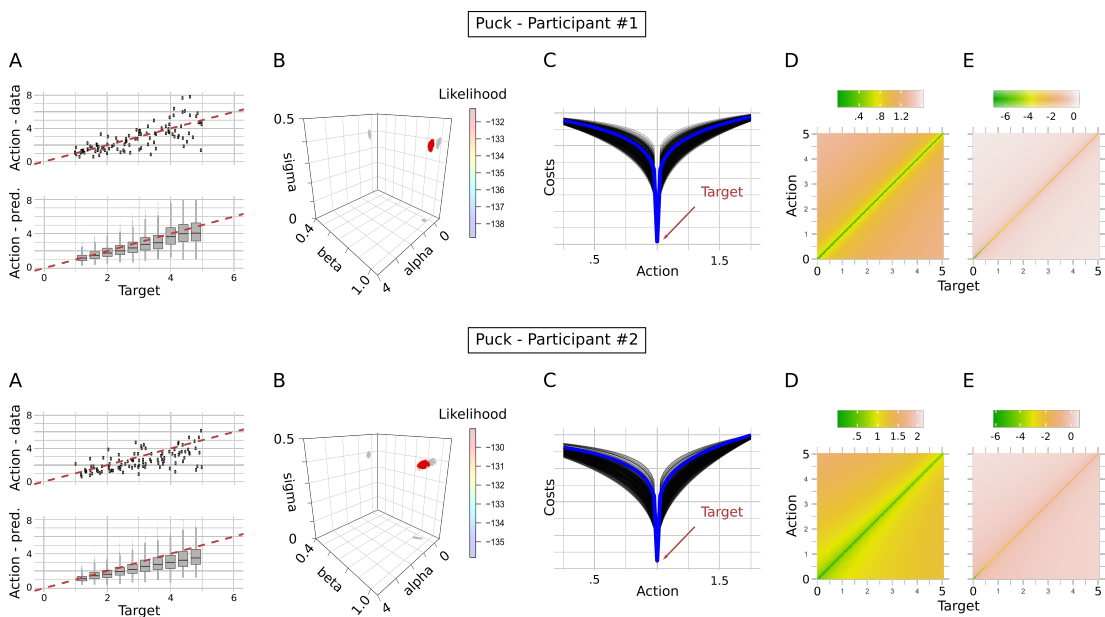 Puck - Participant #1
A
B
C
D
E
Action - data
8
4
0
Action - pred.
8
4
0
0
2
4
6
Target
Likelihood
-132
-133
-134
-135
-136
-137
-138
0.5
sigma
0
0.4
beta
1.0
4
alpha
0
Costs
Target
.5
1.5
Action
.4 .8 1.2
5
4
3
2
1
0
Action
0 1 2 3 4 5
-6 -4 -2 0
0 1 2 3 4 5
Target
Puck - Participant #2
A
B
C
D
E
Action - data
8
4
0
Action - pred.
8
4
0
0
2
4
6
Target
Likelihood
-130
-131
-132
-133
-134
-135
0.5
sigma
0
0.4
beta
1.0
4
alpha
0
Costs
Target
.5
1.5
Action
.5 1 1.5 2
5
4
3
2
1
0
Action
0 1 2 3 4 5
-6 -4 -2 0
0 1 2 3 4 5
Target